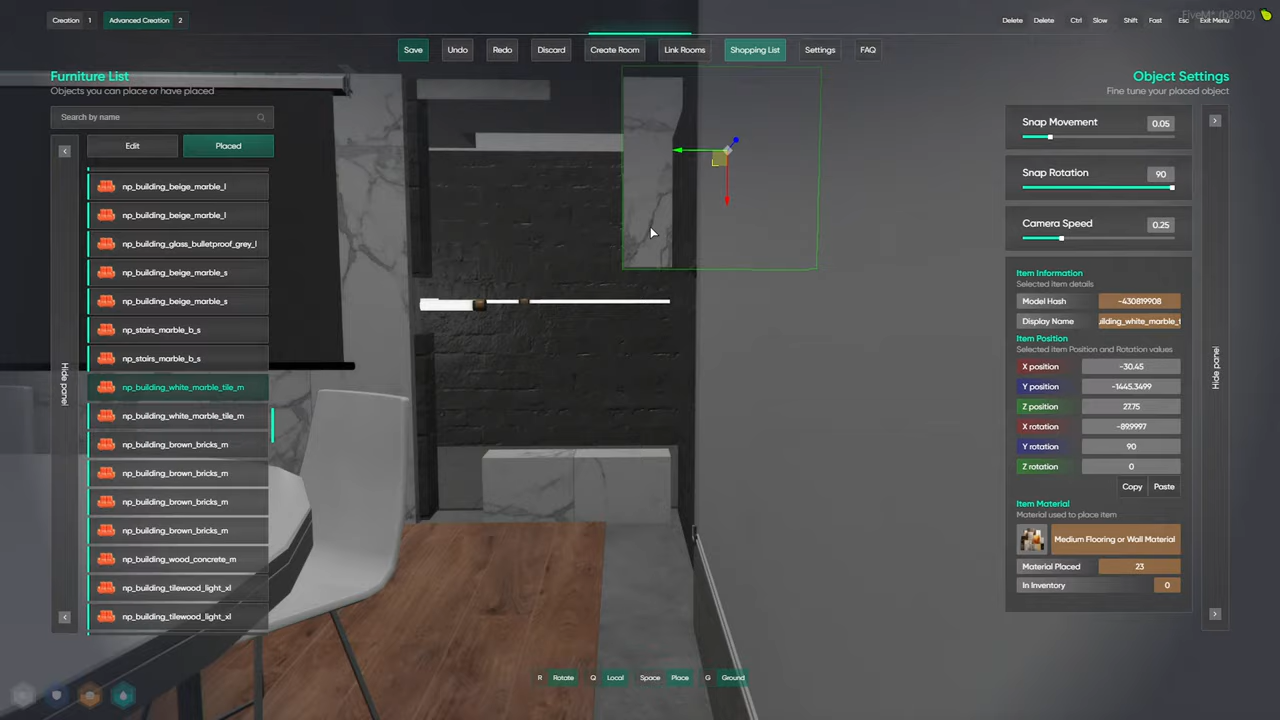 Creation 1 Advanced Creation 2
FiveM* (b2802)
Delete Delete Ctrl Slow Shift Fast Esc Exit Menu
Save Undo Redo Discard Create Room Link Rooms Shopping List Settings FAQ
Furniture List
Objects you can place or have placed
Search by name
Edit Placed
Hide panel
np_building_beige_marble_l
np_building_beige_marble_l
np_building_glass_bulletproof_grey_l
np_building_beige_marble_s
np_building_beige_marble_s
np_stairs_marble_b_s
np_stairs_marble_b_s
np_building_white_marble_tile_m
np_building_white_marble_tile_m
np_building_brown_bricks_m
np_building_brown_bricks_m
np_building_brown_bricks_m
np_building_brown_bricks_m
np_building_wood_concrete_m
np_building_tilewood_light_xl
np_building_tilewood_light_xl
R Rotate Q Local Space Place G Ground
Object Settings
Fine tune your placed object
Snap Movement 0.05
Snap Rotation 90
Camera Speed 0.25
Item Information
Selected item details
Model Hash -430819908
Display Name uilding_white_marble_t
Item Position
Selected item Position and Rotation values
X position -30.45
Y position -1445.3499
Z position 27.75
X rotation -89.9997
Y rotation 90
Z rotation 0
Copy Paste
Item Material
Material used to place item
Medium Flooring or Wall Material
Material Placed 23
In Inventory 0
Hide panel